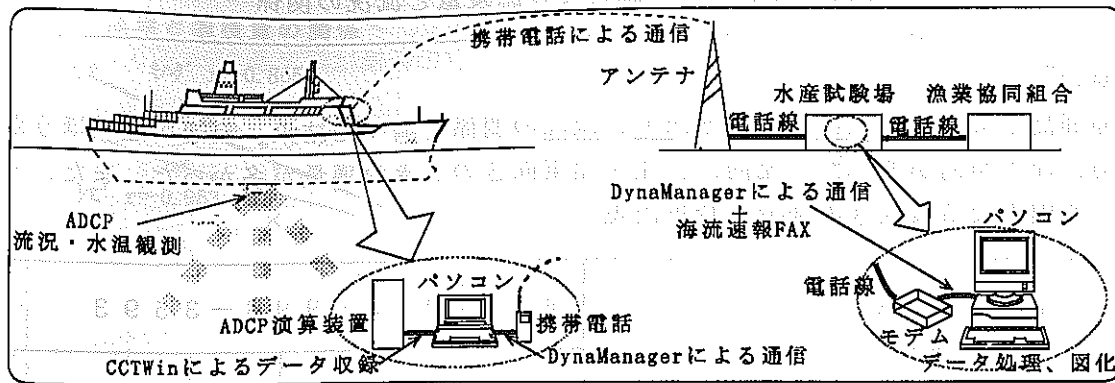 携帯電話による通信
アンテナ
水産試験場
漁業協同組合
電話線
電話線
ADCP
流況・水温観測
DynaManagerによる通信
+
海流速報FAX
パソコン
電話線
モデム
データ処理、図化
パソコン
ADCP演算装置
携帯電話
CCTWinによるデータ収録
DynaManagerによる通信